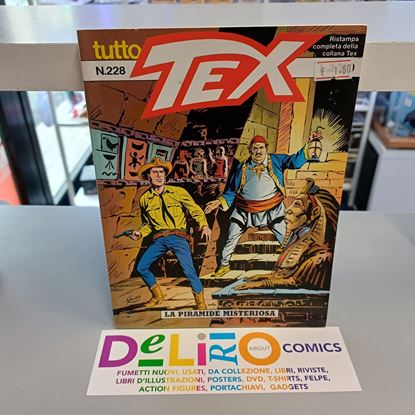 tutto
TEX
N.228
Ristampa
completa della
collana Tex
LA PIRAMIDE MISTERIOSA
DeLiRiO
ABOUT
COMICS
FUMETTI NUOVI, USATI, DA COLLEZIONE, LIBRI, RIVISTE,
LIBRI D'ILLUSTRAZIONI, POSTERS, DVD, T-SHIRTS, FELPE,
ACTION FIGURES, PORTACHIAVI, GADGETS